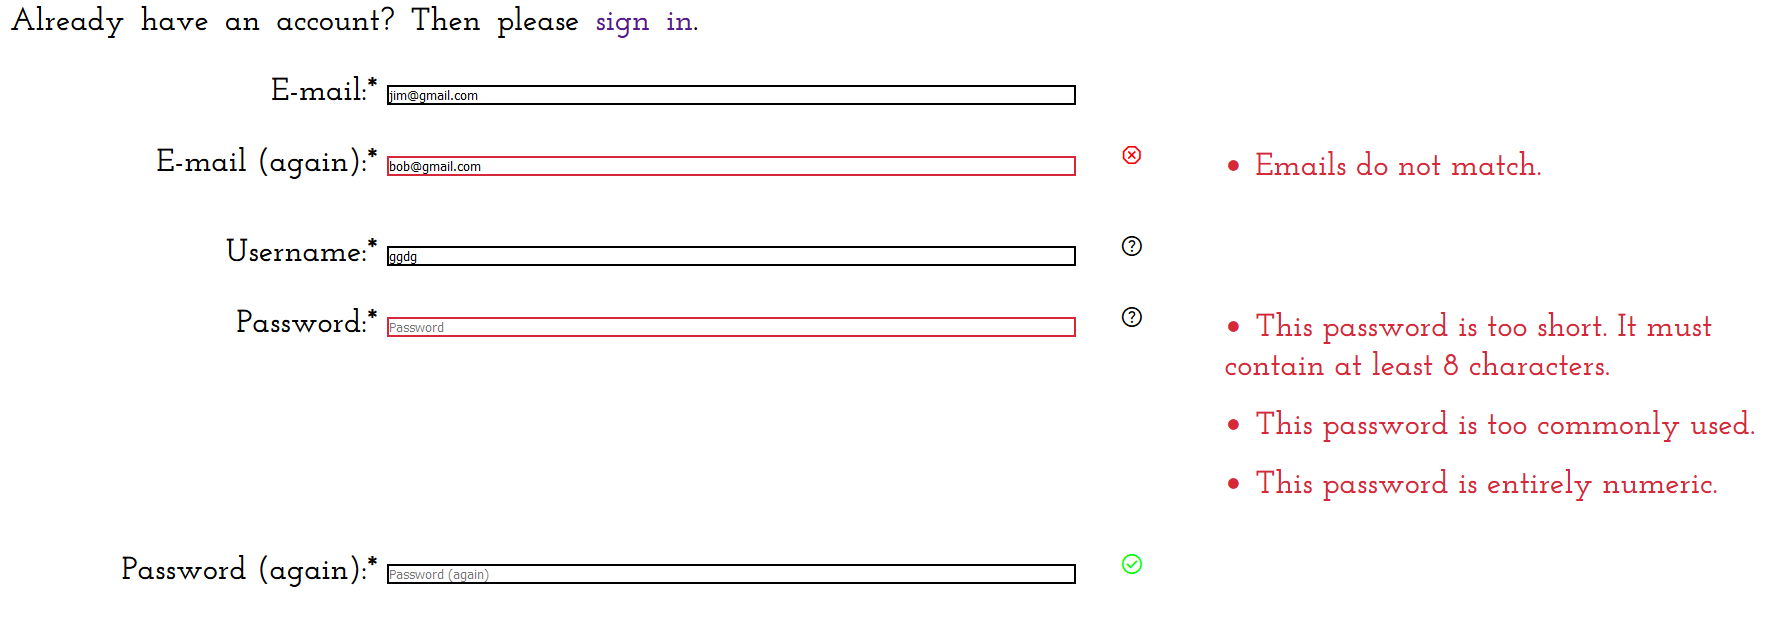 Already have an account? Then please sign in.
E-mail:* jim@gmail.com
E-mail (again):* bob@gmail.com
• Emails do not match.
Username:* ggdg
Password:* Password
• This password is too short. It must
contain at least 8 characters.
• This password is too commonly used.
• This password is entirely numeric.
Password (again):* Password (again)